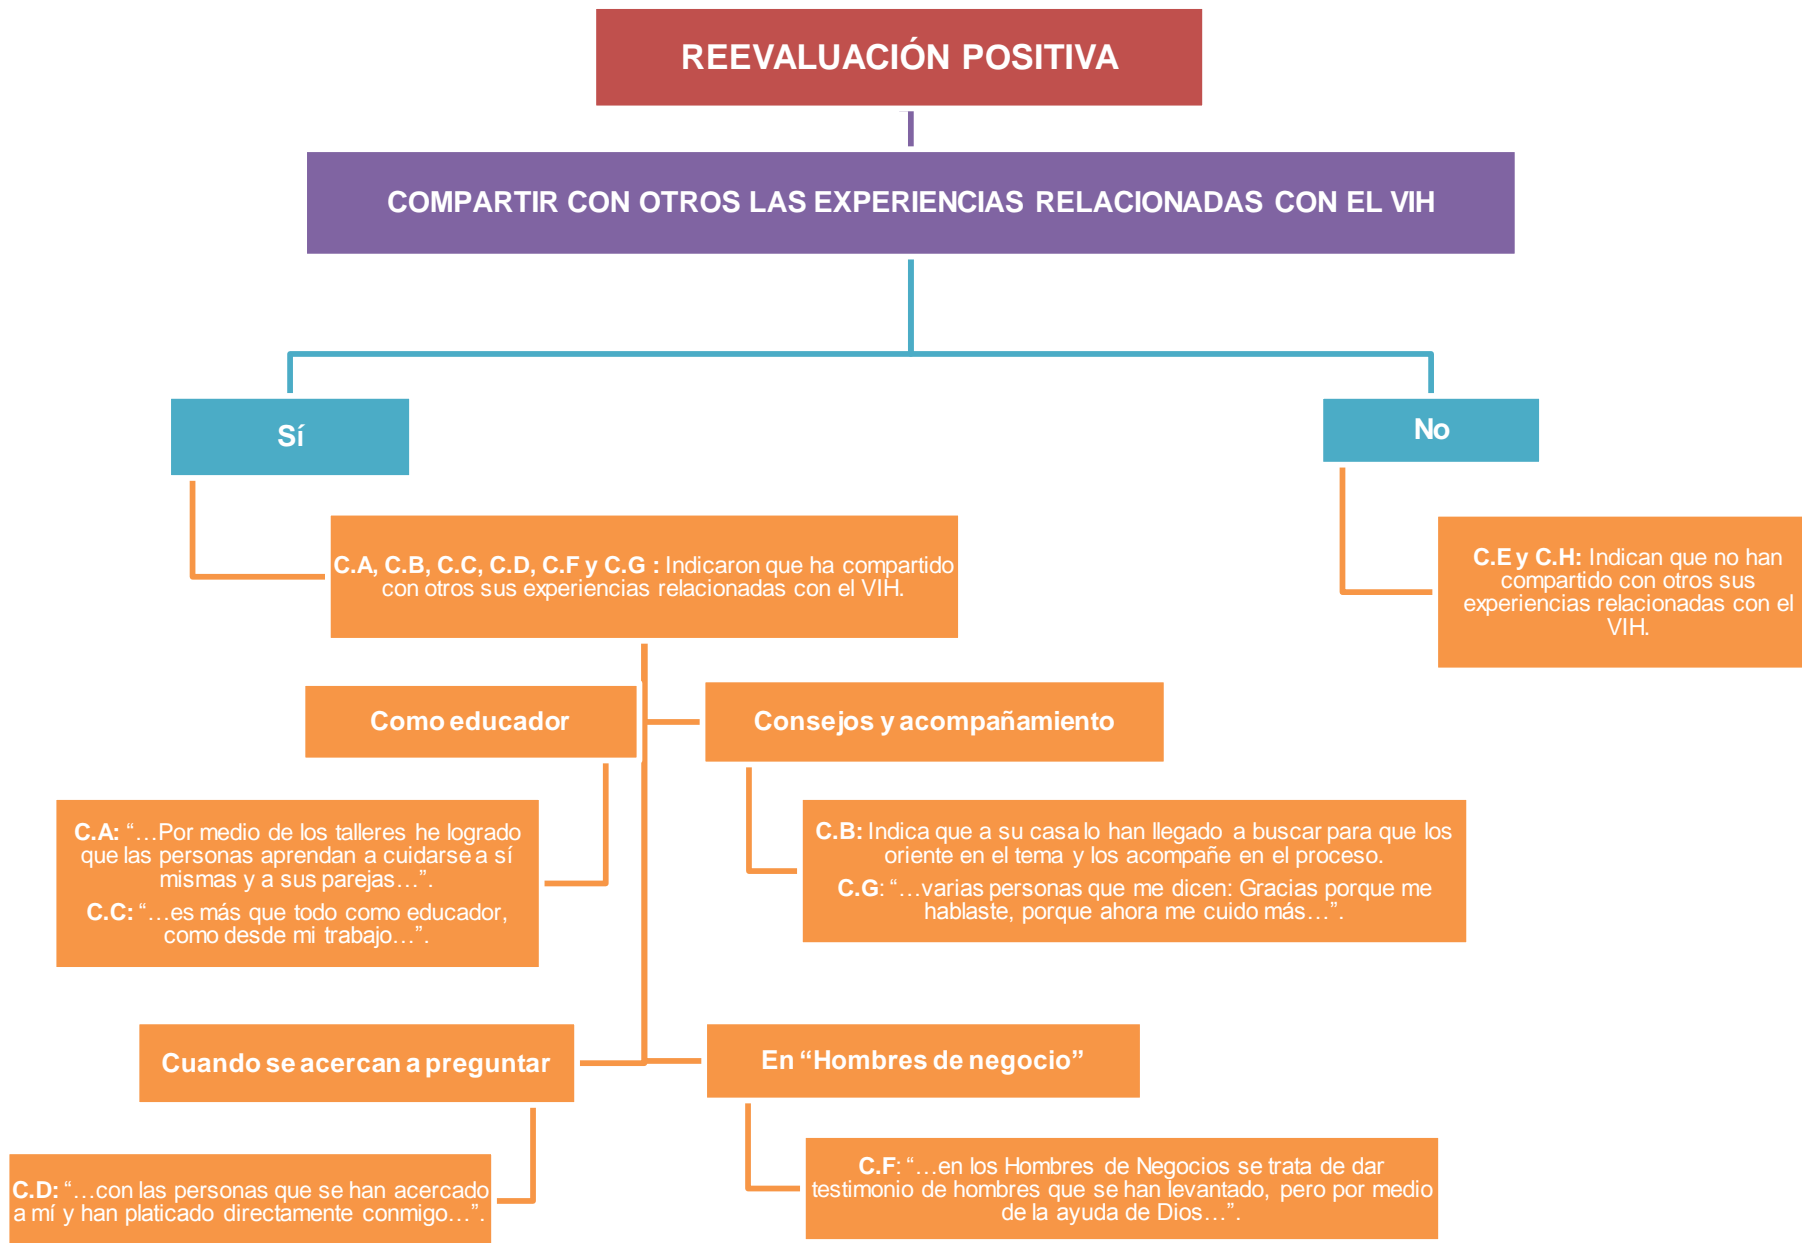 REEVALUACIÓN POSITIVA
COMPARTIR CON OTROS LAS EXPERIENCIAS RELACIONADAS CON EL VIH
Sí
No
C.A, C.B, C.C, C.D, C.F y C.G : Indicaron que ha compartido
con otros sus experiencias relacionadas con el VIH.
C.E y C.H: Indican que no han
compartido con otros sus
experiencias relacionadas con el
VIH.
Como educador
Consejos y acompañamiento
C.A: “…Por medio de los talleres he logrado
que las personas aprendan a cuidarse a sí
mismas y a sus parejas…”.
C.C: “…es más que todo como educador,
como desde mi trabajo…”.
C.B: Indica que a su casa lo han llegado a buscar para que los
oriente en el tema y los acompañe en el proceso.
C.G: “…varias personas que me dicen: Gracias porque me
hablaste, porque ahora me cuido más…”.
Cuando se acercan a preguntar
En “Hombres de negocio”
C.D: “…con las personas que se han acercado
a mí y han platicado directamente conmigo…”.
C.F: “…en los Hombres de Negocios se trata de dar
testimonio de hombres que se han levantado, pero por medio
de la ayuda de Dios…”.